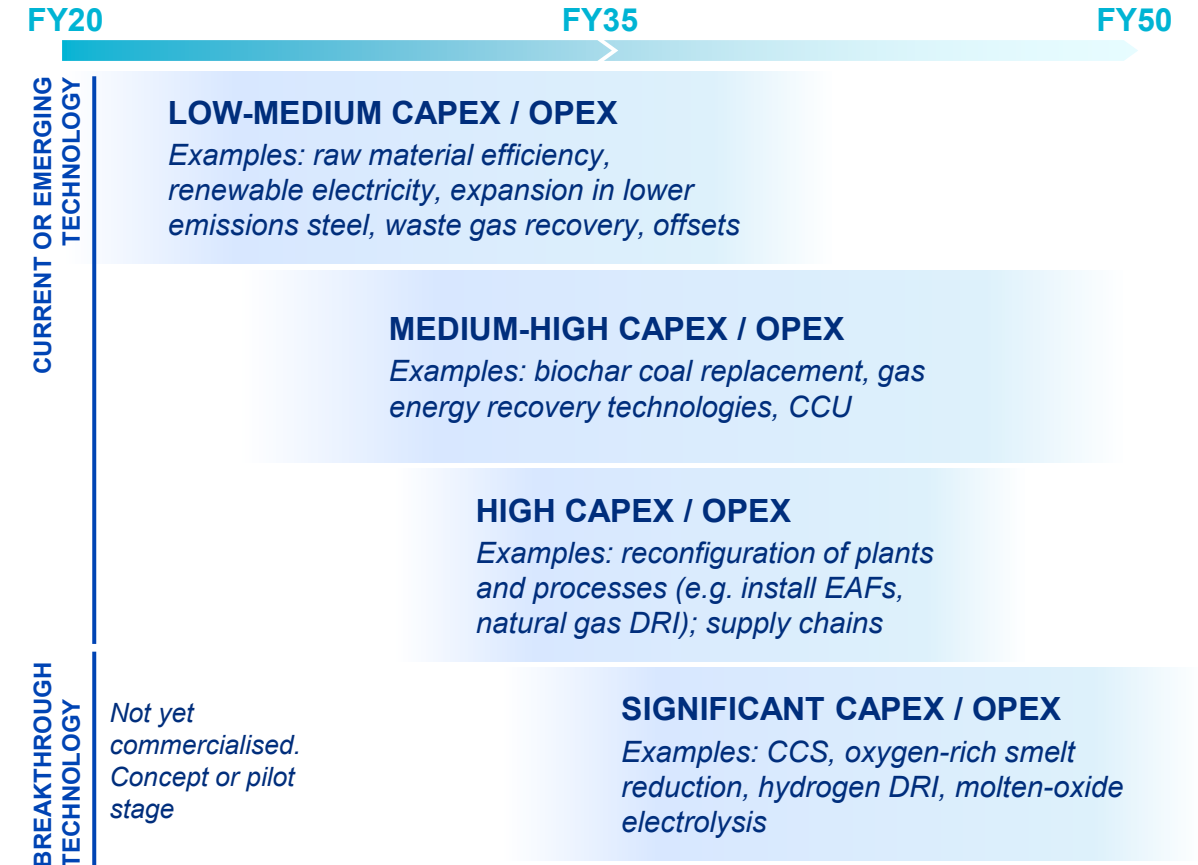 FY20
FY35
FY50
CURRENT OR EMERGING
TECHNOLOGY
LOW-MEDIUM CAPEX / OPEX
Examples: raw material efficiency,
renewable electricity, expansion in lower
emissions steel, waste gas recovery, offsets
MEDIUM-HIGH CAPEX / OPEX
Examples: biochar coal replacement, gas
energy recovery technologies, CCU
HIGH CAPEX / OPEX
Examples: reconfiguration of plants
and processes (e.g. install EAFs,
natural gas DRI); supply chains
BREAKTHROUGH
TECHNOLOGY
Not yet
commercialised.
Concept or pilot
stage
SIGNIFICANT CAPEX / OPEX
Examples: CCS, oxygen-rich smelt
reduction, hydrogen DRI, molten-oxide
electrolysis